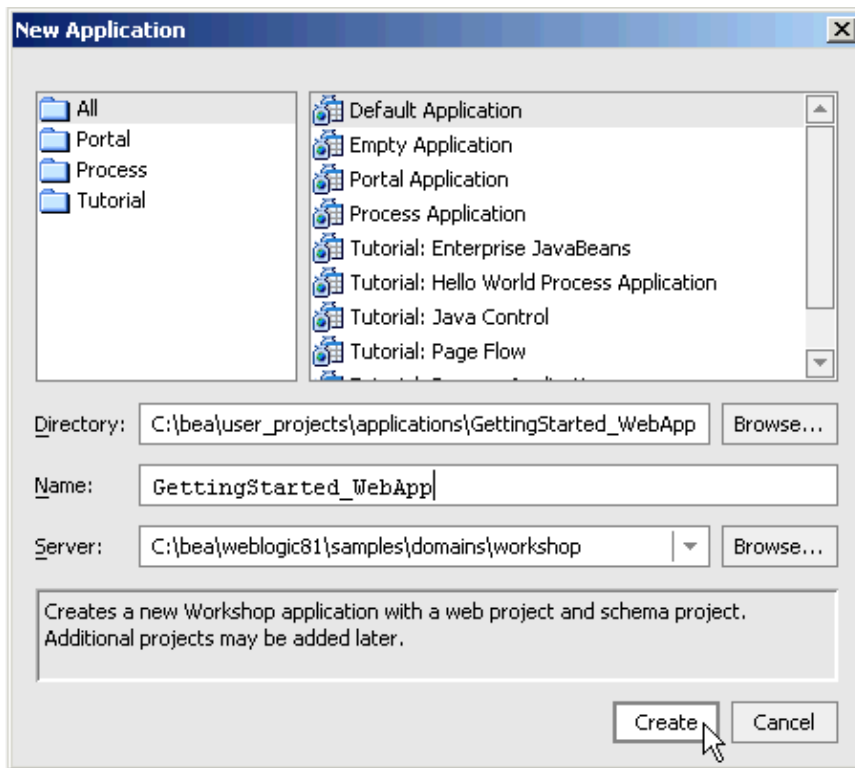 New Application
All
Portal
Process
Tutorial
Default Application
Empty Application
Portal Application
Process Application
Tutorial: Enterprise JavaBeans
Tutorial: Hello World Process Application
Tutorial: Java Control
Tutorial: Page Flow
Directory: C:\bea\user_projects\applications\GettingStarted_WebApp Browse...
Name: GettingStarted_WebApp
Server: C:\bea\weblogic81\samples\domains\workshop Browse...
Creates a new Workshop application with a web project and schema project.
Additional projects may be added later.
Create Cancel